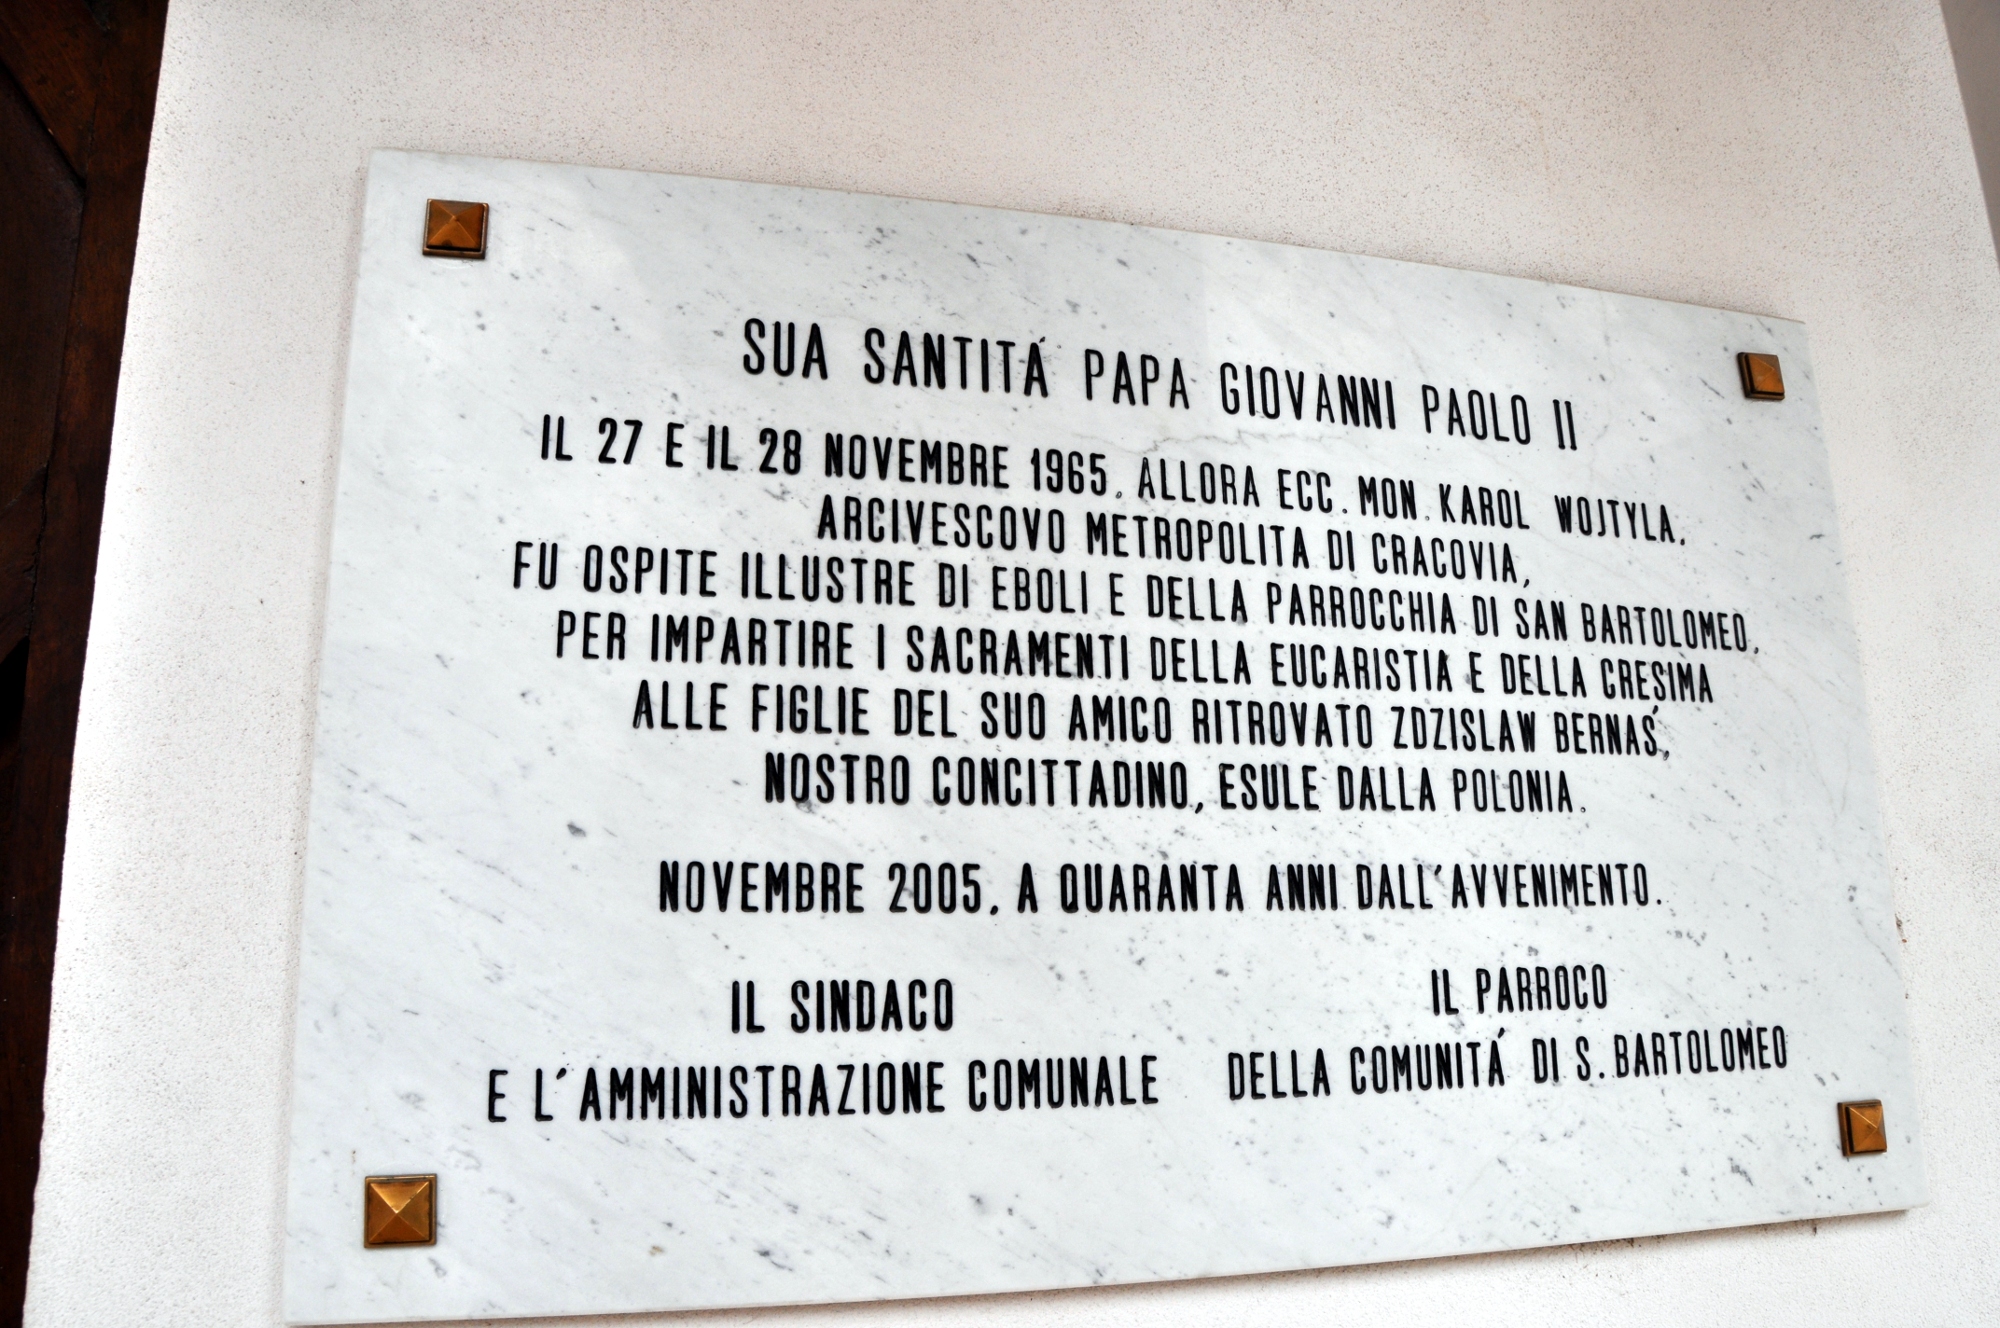 SUA SANTITÁ PAPA GIOVANNI PAOLO II
IL 27 E IL 28 NOVEMBRE 1965, ALLORA ECC. MON. KAROL WOJTYLA,
ARCIVESCOVO METROPOLITA DI CRACOVIA,
FU OSPITE ILLUSTRE DI EBOLI E DELLA PARROCCHIA DI SAN BARTOLOMEO,
PER IMPARTIRE I SACRAMENTI DELLA EUCARISTIA E DELLA CRESIMA
ALLE FIGLIE DEL SUO AMICO RITROVATO ZDZISLAW BERNAŚ,
NOSTRO CONCITTADINO, ESULE DALLA POLONIA.
NOVEMBRE 2005, A QUARANTA ANNI DALL'AVVENIMENTO.
IL SINDACO
E L'AMMINISTRAZIONE COMUNALE
IL PARROCO
DELLA COMUNITÁ DI S. BARTOLOMEO